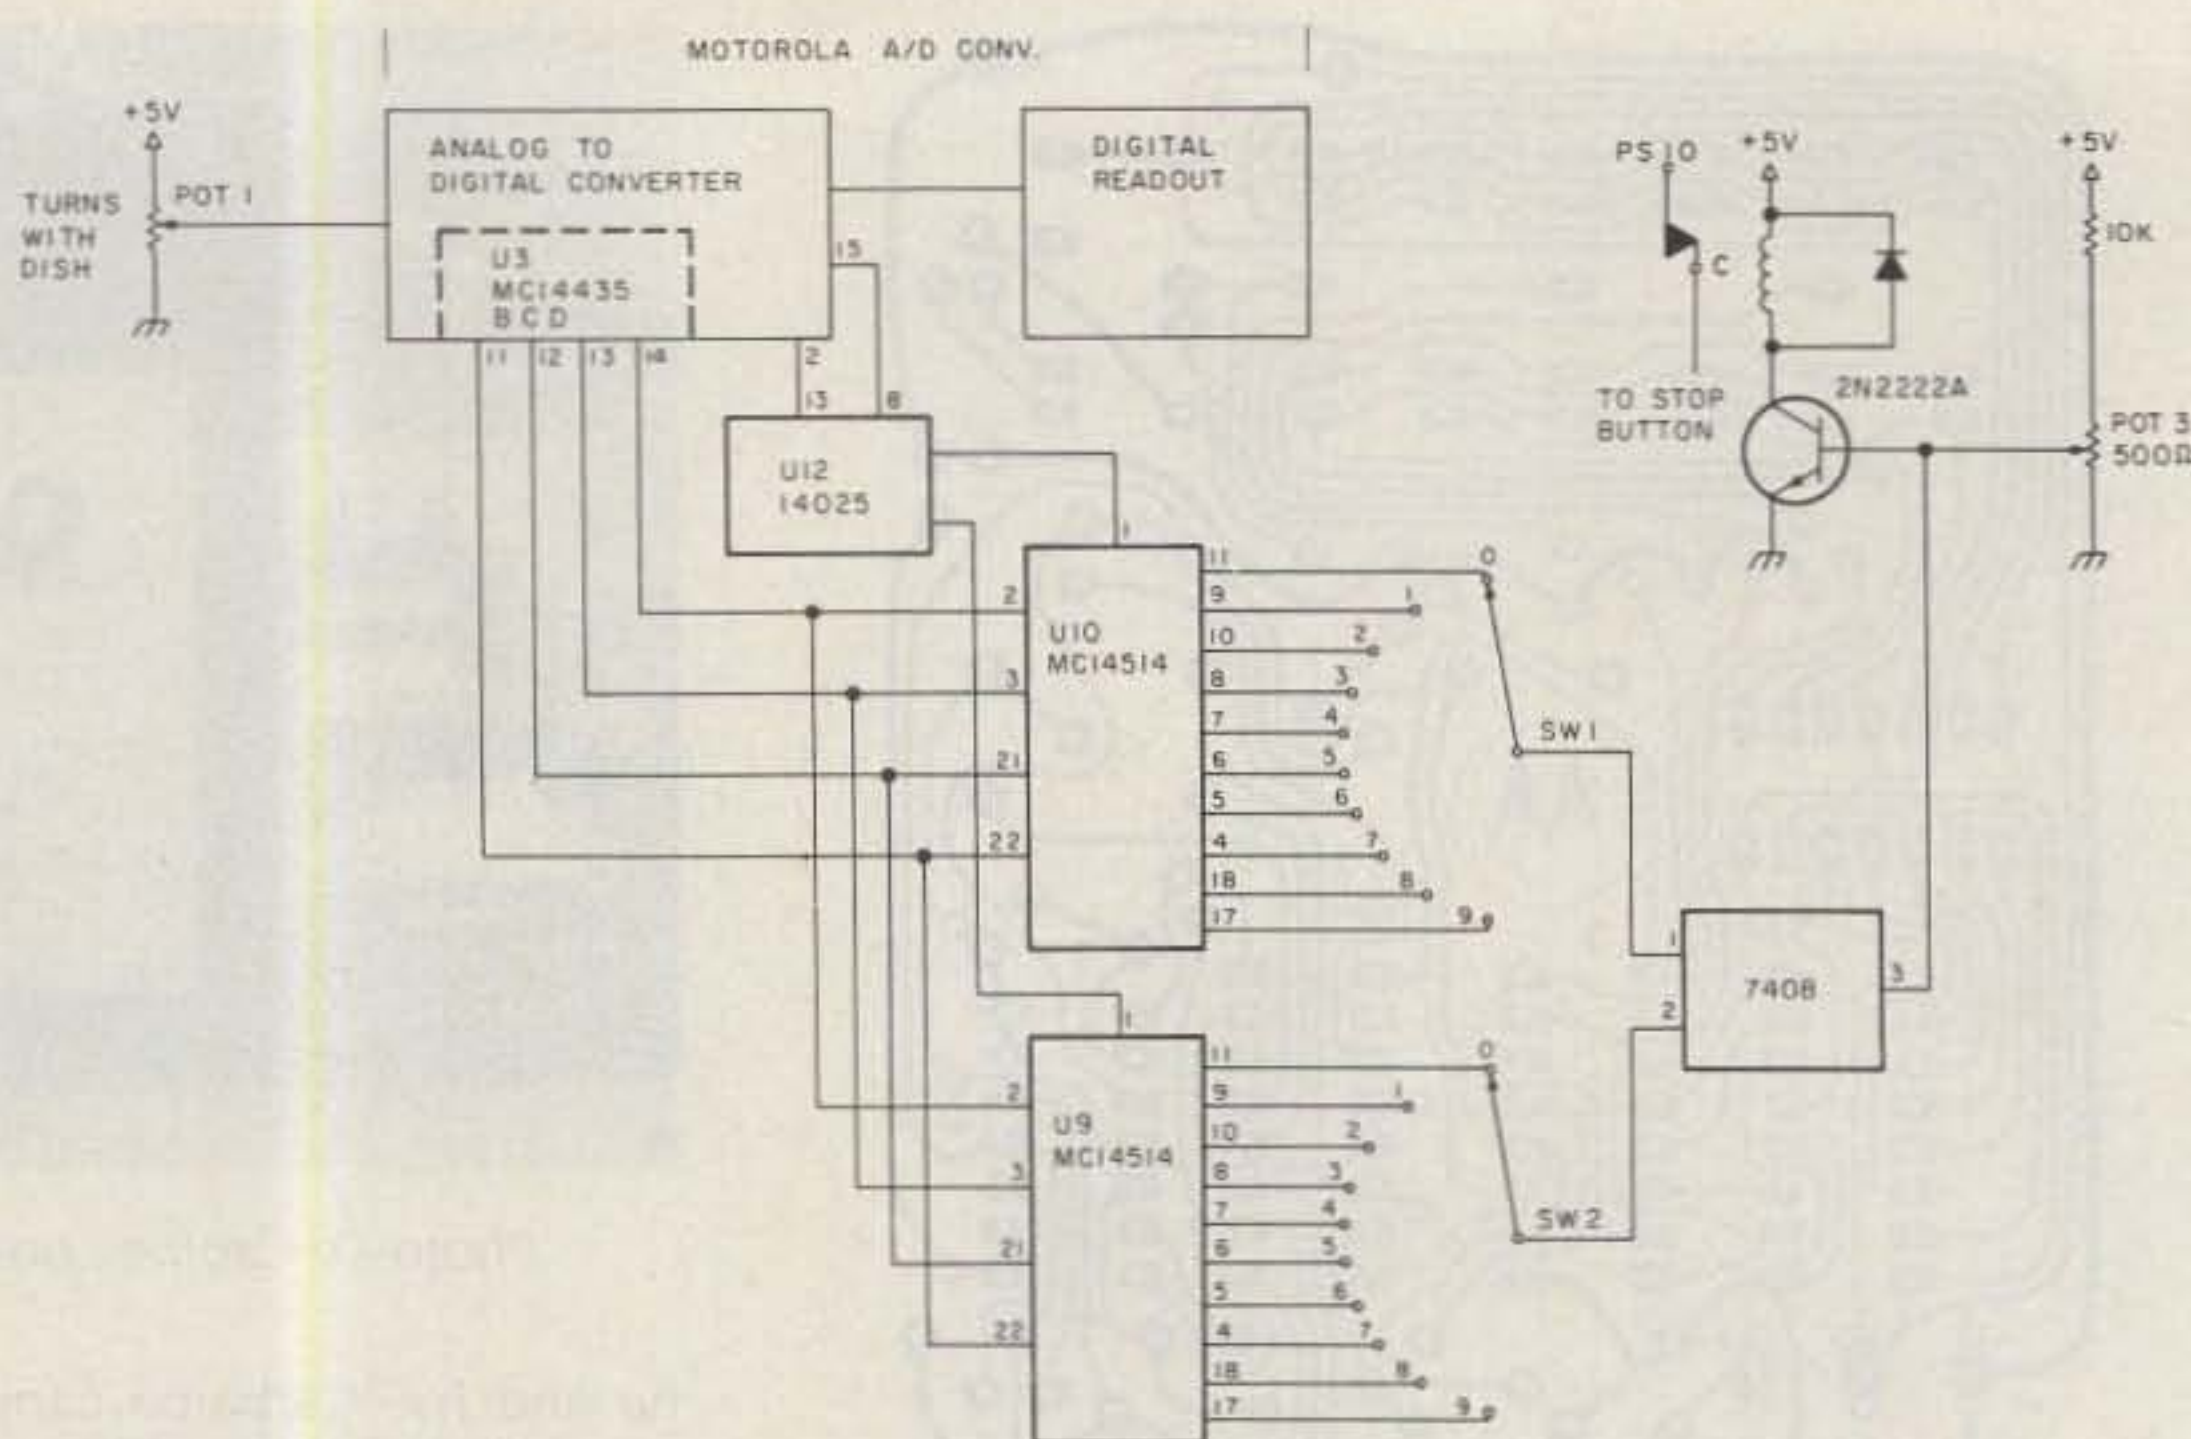 MOTOROLA A/D CONV.
+5V
POT 1
TURNS
WITH
DISH
ANALOG TO
DIGITAL CONVERTER
U3
MC14435
BCD
15
11
12
13
14
2
DIGITAL
READOUT
13
8
U12
14025
PS 10
C
TO STOP
BUTTON
+5V
2N2222A
+5V
10K
POT 3
500Ω
1
2
3
21
22
U10
MC14514
11
9
10
8
7
6
5
4
18
17
0
1
2
3
4
5
6
7
8
9
SW1
1
2
3
21
22
U9
MC14514
11
9
10
8
7
6
5
4
18
17
0
1
2
3
4
5
6
7
8
9
SW2
1
2
7408
3